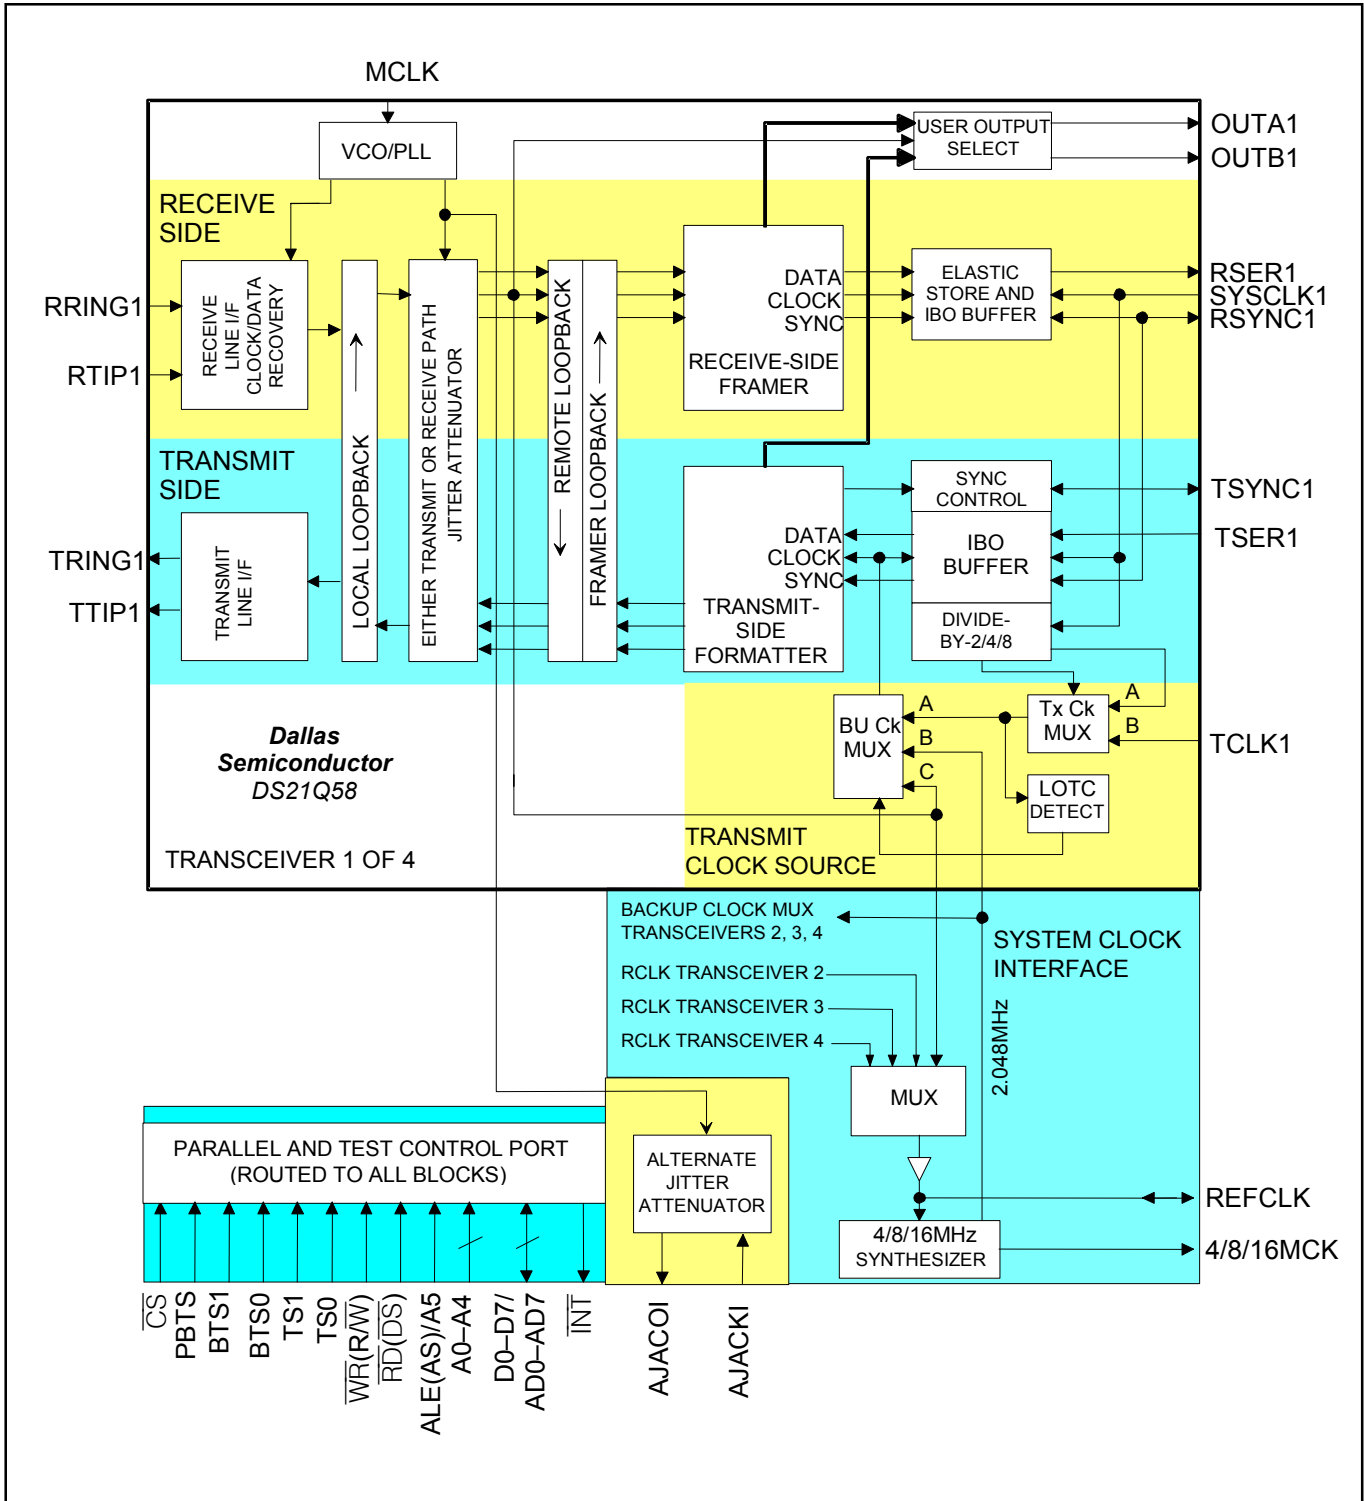 MCLK
VCO/PLL
USER OUTPUT
SELECT
OUTA1
OUTB1
RECEIVE
SIDE
RRING1
RTIP1
RECEIVE
LINE I/F
CLOCK/DATA
RECOVERY
LOCAL LOOPBACK
EITHER TRANSMIT OR RECEIVE PATH
JITTER ATTENUATOR
REMOTE LOOPBACK
FRAMER LOOPBACK
DATA
CLOCK
SYNC
RECEIVE-SIDE
FRAMER
ELASTIC
STORE AND
IBO BUFFER
RSER1
SYSCLK1
RSYNC1
TRANSMIT
SIDE
TRING1
TTIP1
TRANSMIT
LINE I/F
DATA
CLOCK
SYNC
TRANSMIT-
SIDE
FORMATTER
SYNC
CONTROL
IBO
BUFFER
DIVIDE-
BY-2/4/8
TSYNC1
TSER1
Dallas
Semiconductor
DS21Q58
TRANSCEIVER 1 OF 4
BU Ck
MUX
A
B
C
Tx Ck
MUX
A
B
TCLK1
LOTC
DETECT
TRANSMIT
CLOCK SOURCE
BACKUP CLOCK MUX
TRANSCEIVERS 2, 3, 4
SYSTEM CLOCK
INTERFACE
RCLK TRANSCEIVER 2
RCLK TRANSCEIVER 3
RCLK TRANSCEIVER 4
2.048MHz
MUX
PARALLEL AND TEST CONTROL PORT
(ROUTED TO ALL BLOCKS)
ALTERNATE
JITTER
ATTENUATOR
REFCLK
4/8/16MHz
SYNTHESIZER
4/8/16MCK
CS
PBTS
BTS1
BTS0
TS1
TS0
WR(R/W)
RD(DS)
ALE(AS)/A5
A0–A4
D0–D7/
AD0–AD7
INT
AJACOI
AJACKI